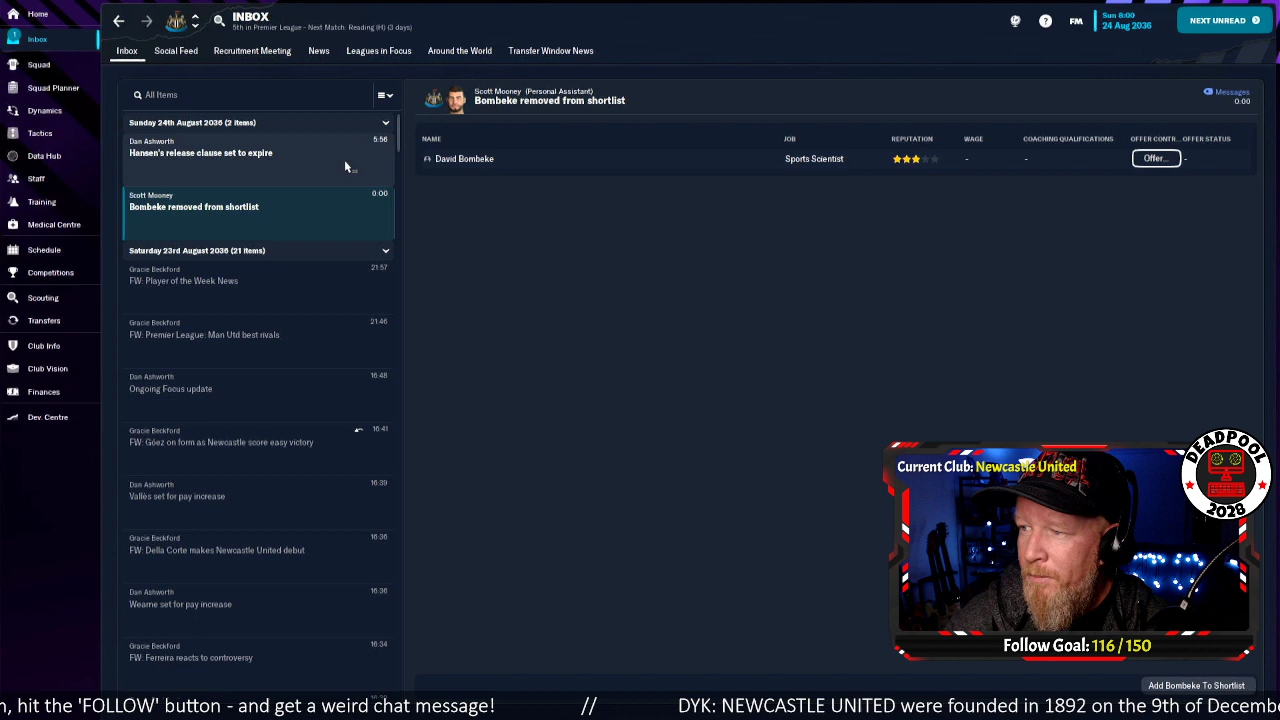 Home
1
Inbox
Squad
Squad Planner
Dynamics
Tactics
Data Hub
Staff
Training
Medical Centre
Schedule
Competitions
Scouting
Transfers
Club Info
Club Vision
Finances
Dev. Centre
INBOX
5th in Premier League - Next Match: Reading (H) (3 days)
FM
Sun 8:00
24 Aug 2036
NEXT UNREAD
Inbox
Social Feed
Recruitment Meeting
News
Leagues in Focus
Around the World
Transfer Window News
All Items
Sunday 24th August 2036 (2 items)
Dan Ashworth 5:56
Hansen's release clause set to expire
Scott Mooney 0:00
Bombeke removed from shortlist
Saturday 23rd August 2036 (21 items)
Gracie Beckford 21:57
FW: Player of the Week News
Gracie Beckford 21:46
FW: Premier League: Man Utd best rivals
Dan Ashworth 16:48
Ongoing Focus update
Gracie Beckford 16:41
FW: Góez on form as Newcastle score easy victory
Dan Ashworth 16:39
Vallès set for pay increase
Gracie Beckford 16:36
FW: Della Corte makes Newcastle United debut
Dan Ashworth 16:36
Wearne set for pay increase
Gracie Beckford 16:34
FW: Ferreira reacts to controversy
Scott Mooney (Personal Assistant)
Bombeke removed from shortlist
Messages
0:00
NAME JOB REPUTATION WAGE COACHING QUALIFICATIONS OFFER CONTR... OFFER STATUS
David Bombeke Sports Scientist - - Offer... -
Current Club: Newcastle United
DEADPOOL
2028
Follow Goal: 116 / 150
Add Bombeke To Shortlist
n, hit the 'FOLLOW' button - and get a weird chat message! // DYK: NEWCASTLE UNITED were founded in 1892 on the 9th of Decembe